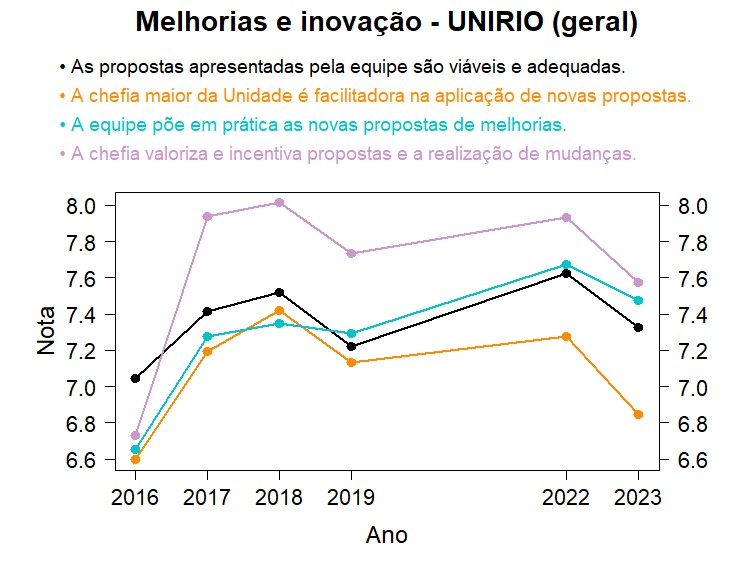 Melhorias e inovação - UNIRIO (geral)
• As propostas apresentadas pela equipe são viáveis e adequadas.
• A chefia maior da Unidade é facilitadora na aplicação de novas propostas.
• A equipe põe em prática as novas propostas de melhorias.
• A chefia valoriza e incentiva propostas e a realização de mudanças.
8.0 8.0
7.8 7.8
7.6 7.6
7.4 7.4
7.2 7.2
7.0 7.0
6.8 6.8
6.6 6.6
Nota
2016 2017 2018 2019 2022 2023
Ano